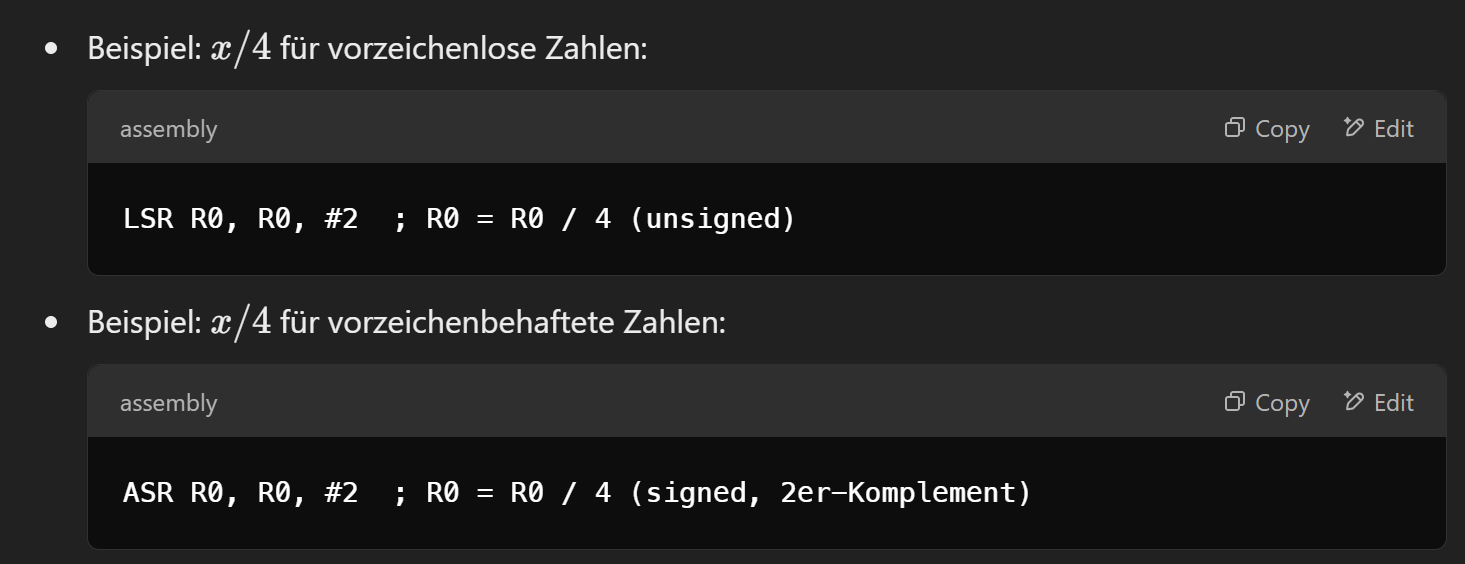 Beispiel: x/4 für vorzeichenlose Zahlen:
assembly Copy Edit
LSR R0, R0, #2  ; R0 = R0 / 4 (unsigned)
Beispiel: x/4 für vorzeichenbehaftete Zahlen:
assembly Copy Edit
ASR R0, R0, #2  ; R0 = R0 / 4 (signed, 2er-Komplement)